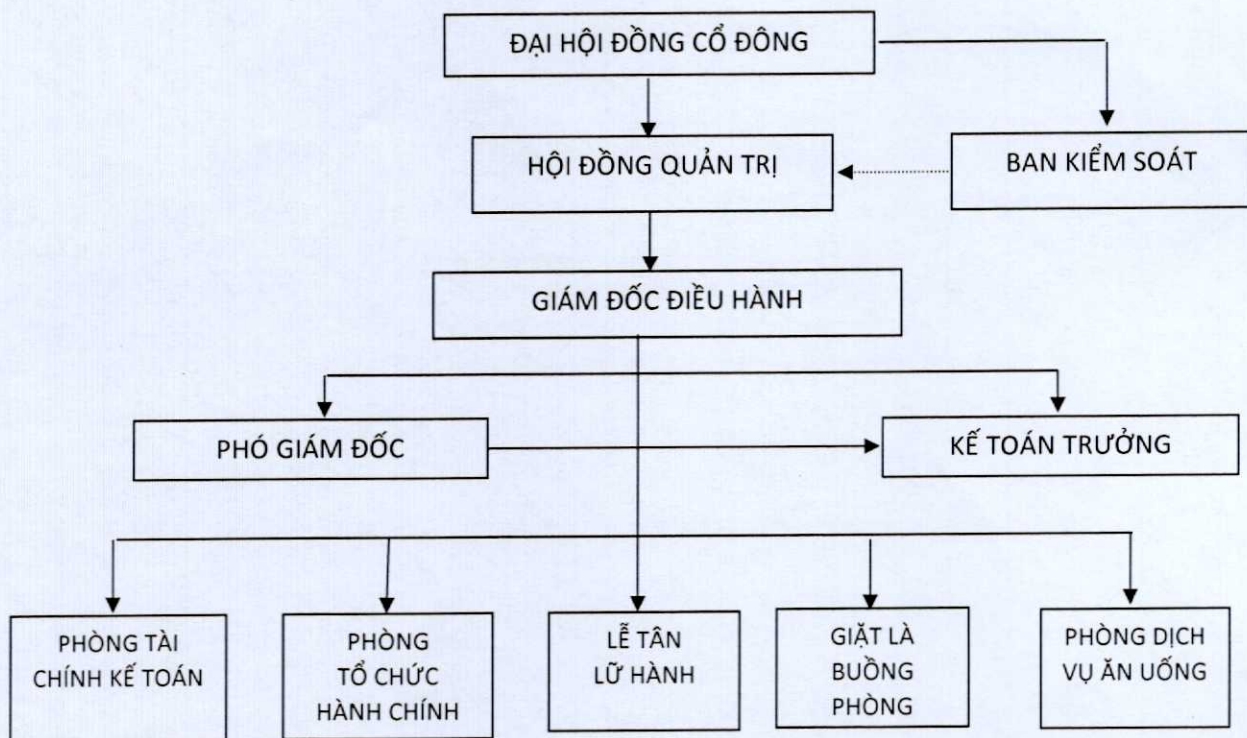 ĐẠI HỘI ĐỒNG CỔ ĐÔNG
HỘI ĐỒNG QUẢN TRỊ
BAN KIỂM SOÁT
GIÁM ĐỐC ĐIỀU HÀNH
PHÓ GIÁM ĐỐC
KẾ TOÁN TRƯỞNG
PHÒNG TÀI
CHÍNH KẾ TOÁN
PHÒNG
TỔ CHỨC
HÀNH CHÍNH
LỄ TÂN
LỮ HÀNH
GIẶT LÀ
BUỒNG
PHÒNG
PHÒNG DỊCH
VỤ ĂN UỐNG